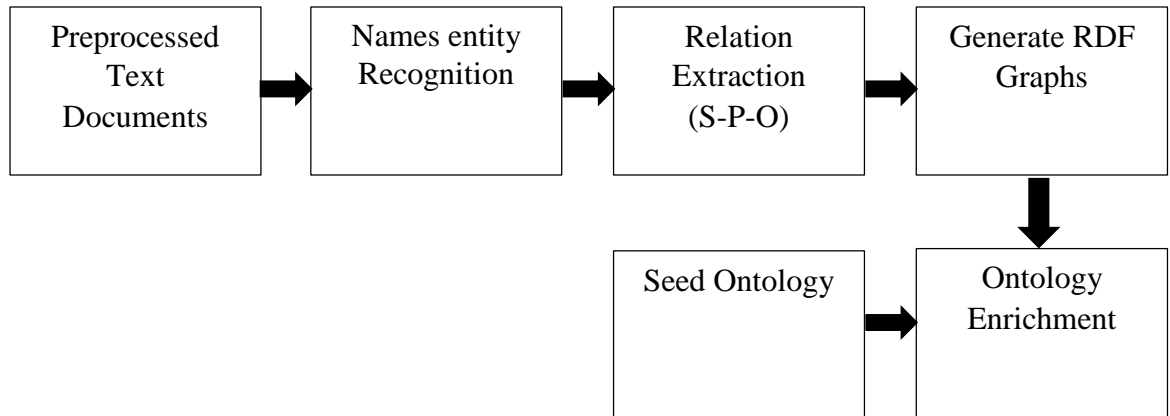 Preprocessed
Text
Documents
Names entity
Recognition
Relation
Extraction
(S-P-O)
Generate RDF
Graphs
Seed Ontology
Ontology
Enrichment